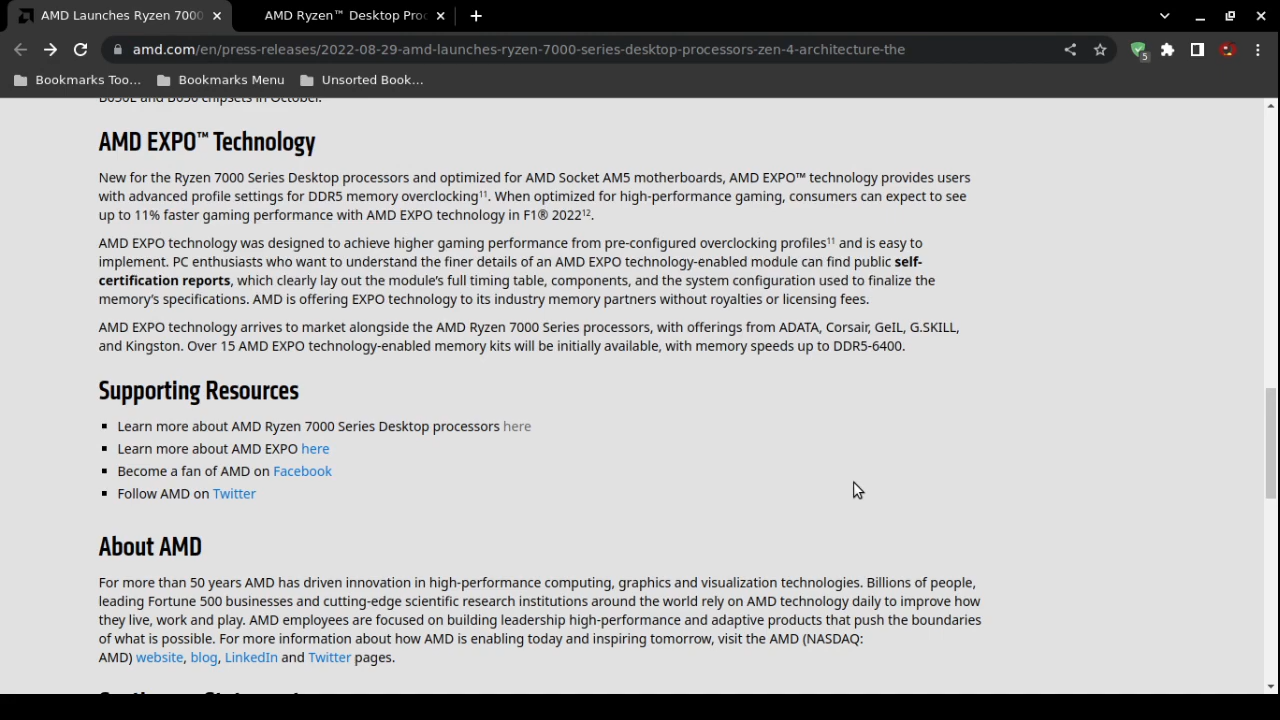 AMD Launches Ryzen 7000
AMD Ryzen™ Desktop Proc
amd.com/en/press-releases/2022-08-29-amd-launches-ryzen-7000-series-desktop-processors-zen-4-architecture-the
5
Bookmarks Too...
Bookmarks Menu
Unsorted Book...
B650E and B650 chipsets in October.
AMD EXPO™ Technology
New for the Ryzen 7000 Series Desktop processors and optimized for AMD Socket AM5 motherboards, AMD EXPO™ technology provides users
with advanced profile settings for DDR5 memory overclocking¹¹. When optimized for high-performance gaming, consumers can expect to see
up to 11% faster gaming performance with AMD EXPO technology in F1® 2022¹².
AMD EXPO technology was designed to achieve higher gaming performance from pre-configured overclocking profiles¹¹ and is easy to
implement. PC enthusiasts who want to understand the finer details of an AMD EXPO technology-enabled module can find public self-
certification reports, which clearly lay out the module's full timing table, components, and the system configuration used to finalize the
memory's specifications. AMD is offering EXPO technology to its industry memory partners without royalties or licensing fees.
AMD EXPO technology arrives to market alongside the AMD Ryzen 7000 Series processors, with offerings from ADATA, Corsair, GeIL, G.SKILL,
and Kingston. Over 15 AMD EXPO technology-enabled memory kits will be initially available, with memory speeds up to DDR5-6400.
Supporting Resources
Learn more about AMD Ryzen 7000 Series Desktop processors here
Learn more about AMD EXPO here
Become a fan of AMD on Facebook
Follow AMD on Twitter
About AMD
For more than 50 years AMD has driven innovation in high-performance computing, graphics and visualization technologies. Billions of people,
leading Fortune 500 businesses and cutting-edge scientific research institutions around the world rely on AMD technology daily to improve how
they live, work and play. AMD employees are focused on building leadership high-performance and adaptive products that push the boundaries
of what is possible. For more information about how AMD is enabling today and inspiring tomorrow, visit the AMD (NASDAQ:
AMD) website, blog, LinkedIn and Twitter pages.